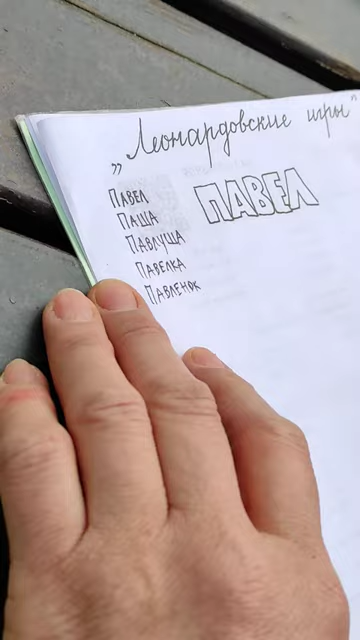 „Леонардовские игры"
ПАВЕЛ
ПАВЕЛ
ПАША
ПАВЛУША
ПАВЕЛКА
ПАВЛЕНОК